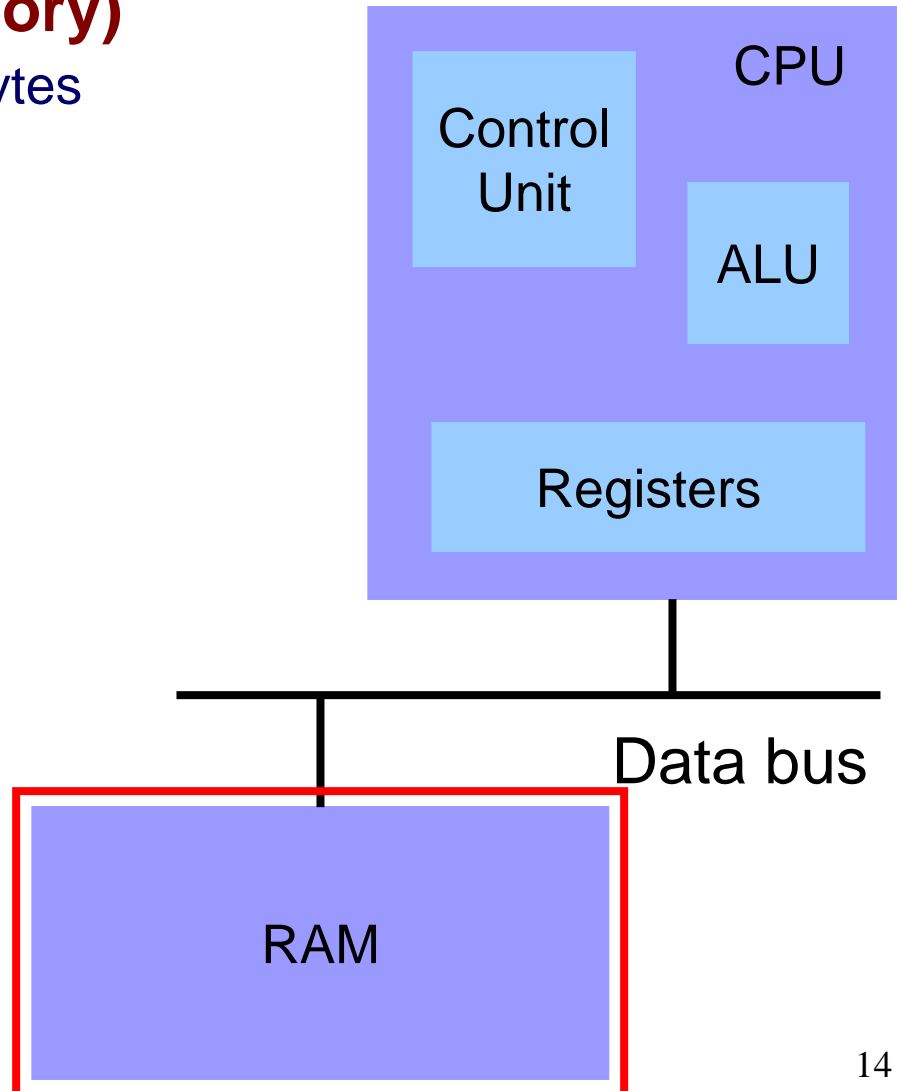 ory)
ytes
CPU
Control
Unit
ALU
Registers
Data bus
RAM
14